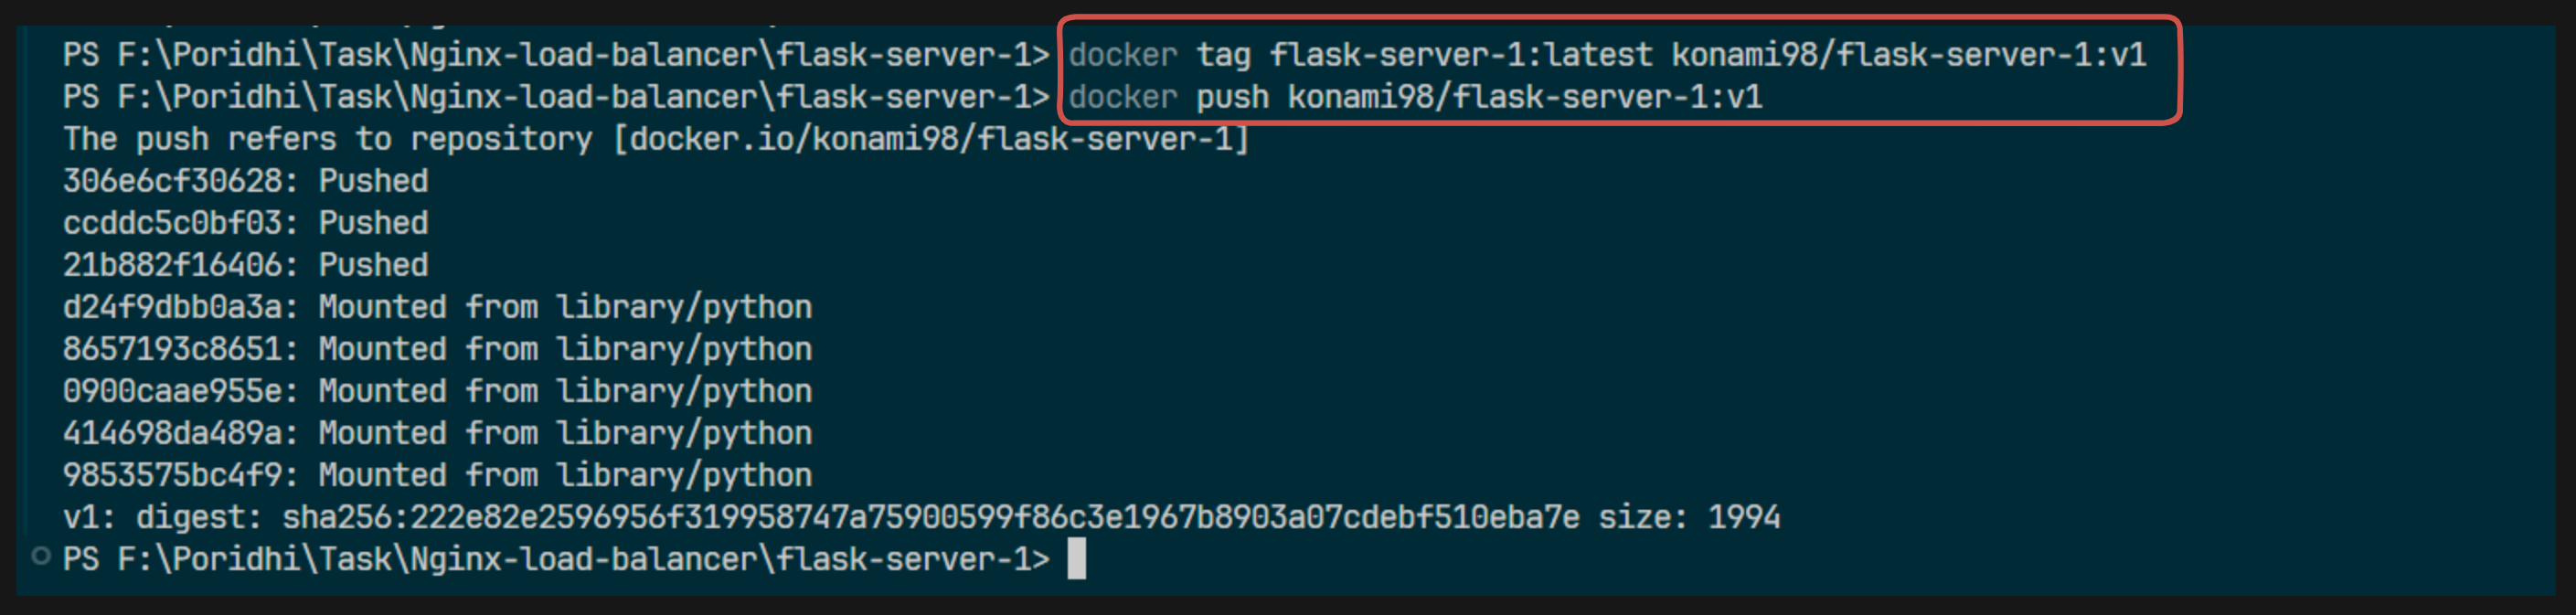 PS F:\Poridhi\Task\Nginx-load-balancer\flask-server-1> docker tag flask-server-1:latest konami98/flask-server-1:v1
PS F:\Poridhi\Task\Nginx-load-balancer\flask-server-1> docker push konami98/flask-server-1:v1
The push refers to repository [docker.io/konami98/flask-server-1]
306e6cf30628: Pushed
ccddc5c0bf03: Pushed
21b882f16406: Pushed
d24f9dbb0a3a: Mounted from library/python
8657193c8651: Mounted from library/python
0900caae955e: Mounted from library/python
414698da489a: Mounted from library/python
9853575bc4f9: Mounted from library/python
v1: digest: sha256:222e82e2596956f319958747a75900599f86c3e1967b8903a07cdebf510eba7e size: 1994
PS F:\Poridhi\Task\Nginx-load-balancer\flask-server-1>